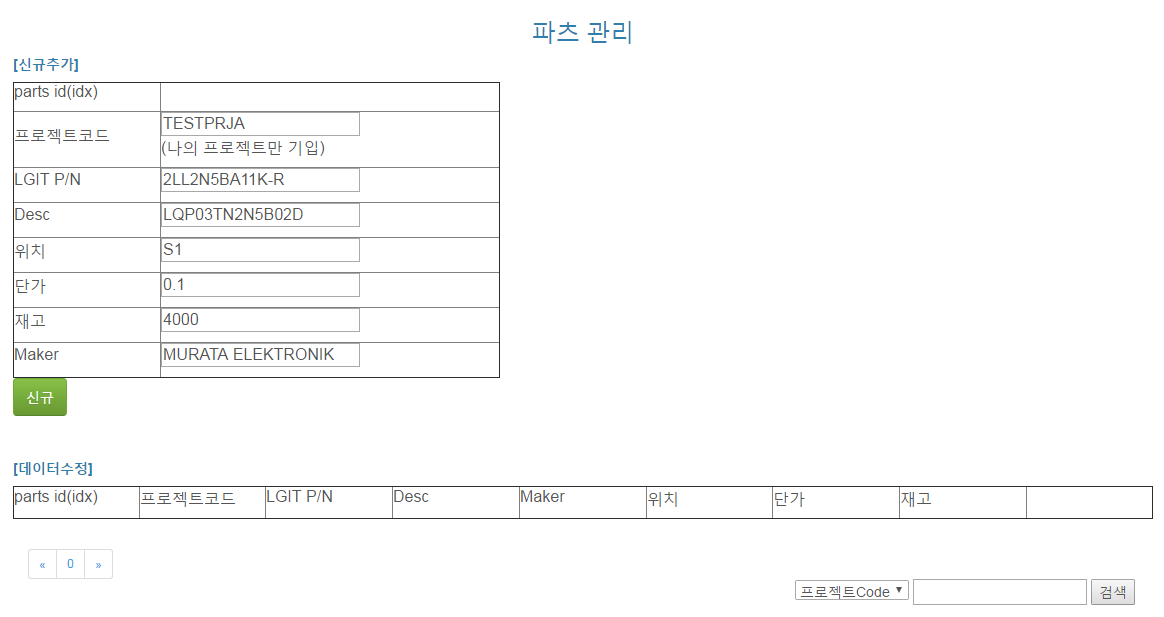 파츠 관리
[신규추가]
parts id(idx)
프로젝트코드 TESTPRJA
(나의 프로젝트만 기입)
LGIT P/N 2LL2N5BA11K-R
Desc LQP03TN2N5B02D
위치 S1
단가 0.1
재고 4000
Maker MURATA ELEKTRONIK
신규
[데이터수정]
parts id(idx) 프로젝트코드 LGIT P/N Desc Maker 위치 단가 재고
« 0 »
프로젝트Code ▼ 검색